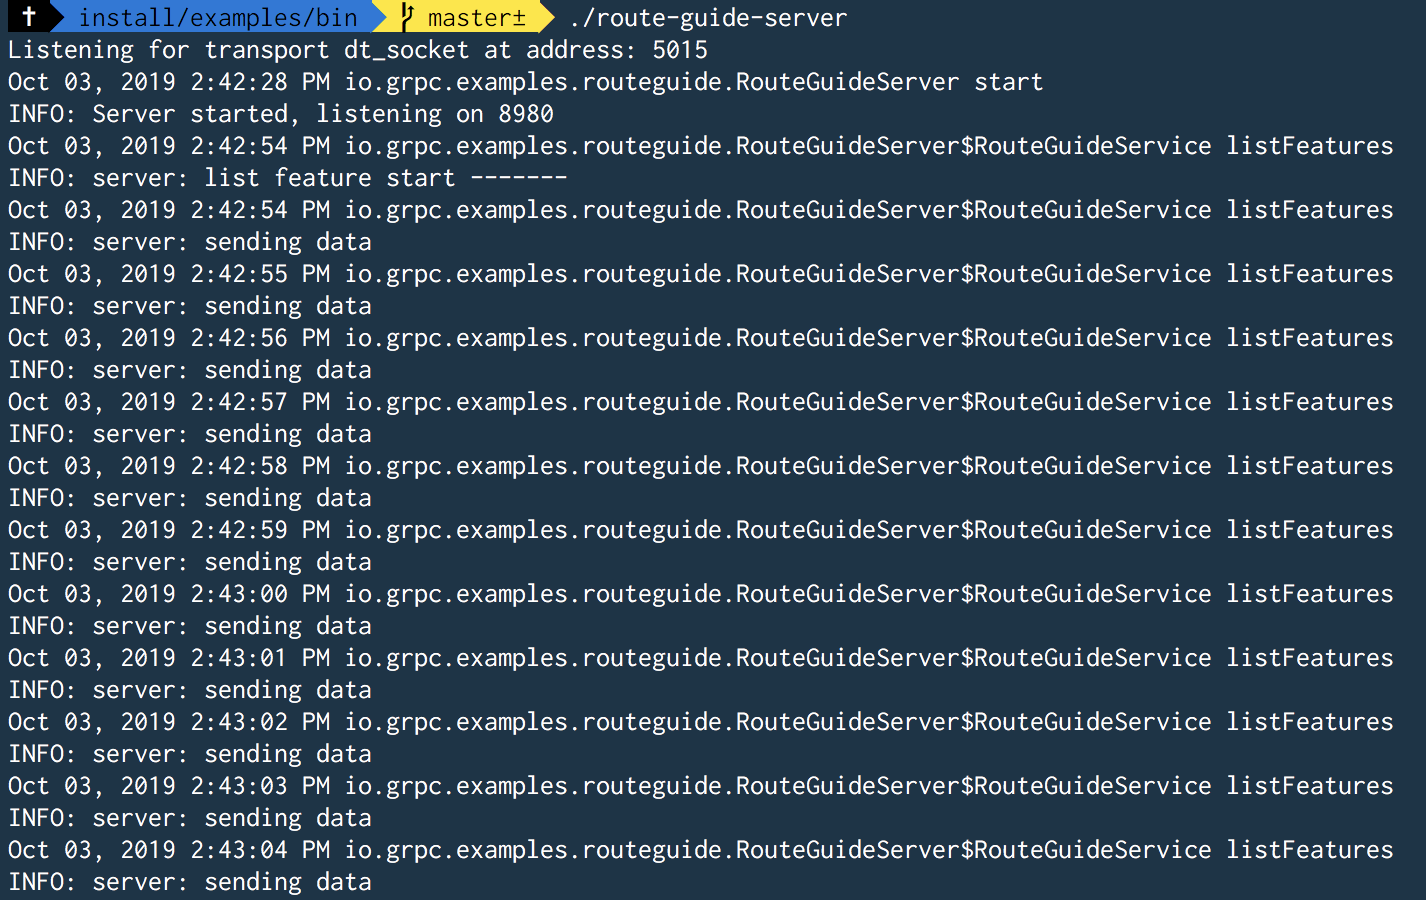 ✝ install/examples/bin master± ./route-guide-server
Listening for transport dt_socket at address: 5015
Oct 03, 2019 2:42:28 PM io.grpc.examples.routeguide.RouteGuideServer start
INFO: Server started, listening on 8980
Oct 03, 2019 2:42:54 PM io.grpc.examples.routeguide.RouteGuideServer$RouteGuideService listFeatures
INFO: server: list feature start -------
Oct 03, 2019 2:42:54 PM io.grpc.examples.routeguide.RouteGuideServer$RouteGuideService listFeatures
INFO: server: sending data
Oct 03, 2019 2:42:55 PM io.grpc.examples.routeguide.RouteGuideServer$RouteGuideService listFeatures
INFO: server: sending data
Oct 03, 2019 2:42:56 PM io.grpc.examples.routeguide.RouteGuideServer$RouteGuideService listFeatures
INFO: server: sending data
Oct 03, 2019 2:42:57 PM io.grpc.examples.routeguide.RouteGuideServer$RouteGuideService listFeatures
INFO: server: sending data
Oct 03, 2019 2:42:58 PM io.grpc.examples.routeguide.RouteGuideServer$RouteGuideService listFeatures
INFO: server: sending data
Oct 03, 2019 2:42:59 PM io.grpc.examples.routeguide.RouteGuideServer$RouteGuideService listFeatures
INFO: server: sending data
Oct 03, 2019 2:43:00 PM io.grpc.examples.routeguide.RouteGuideServer$RouteGuideService listFeatures
INFO: server: sending data
Oct 03, 2019 2:43:01 PM io.grpc.examples.routeguide.RouteGuideServer$RouteGuideService listFeatures
INFO: server: sending data
Oct 03, 2019 2:43:02 PM io.grpc.examples.routeguide.RouteGuideServer$RouteGuideService listFeatures
INFO: server: sending data
Oct 03, 2019 2:43:03 PM io.grpc.examples.routeguide.RouteGuideServer$RouteGuideService listFeatures
INFO: server: sending data
Oct 03, 2019 2:43:04 PM io.grpc.examples.routeguide.RouteGuideServer$RouteGuideService listFeatures
INFO: server: sending data